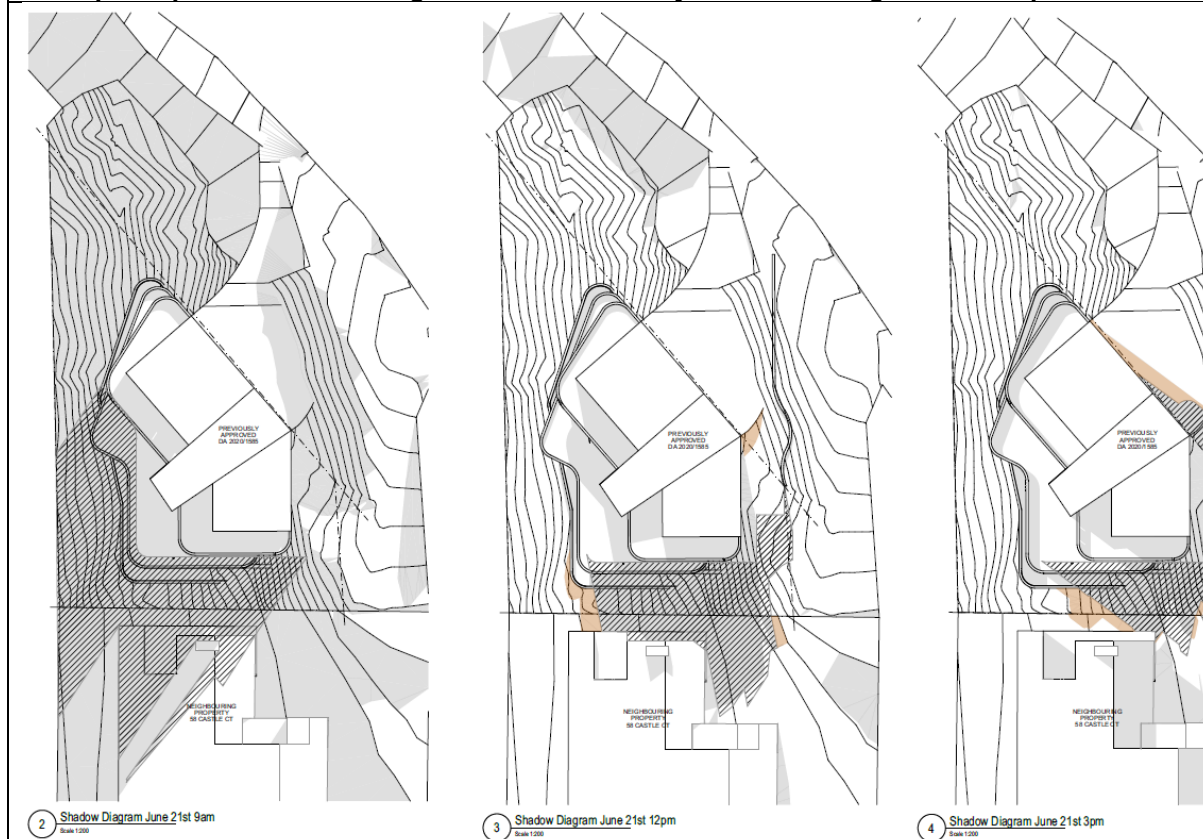 PREVIOUSLY
APPROVED
DA 2020/1585
NEIGHBOURING
PROPERTY
58 CASTLE CT
2
Shadow Diagram June 21st 9am
Scale 1:200
PREVIOUSLY
APPROVED
DA 2020/1585
NEIGHBOURING
PROPERTY
58 CASTLE CT
3
Shadow Diagram June 21st 12pm
Scale 1:200
PREVIOUSLY
APPROVED
DA 2020/1585
NEIGHBOURING
PROPERTY
58 CASTLE CT
4
Shadow Diagram June 21st 3pm
Scale 1:200